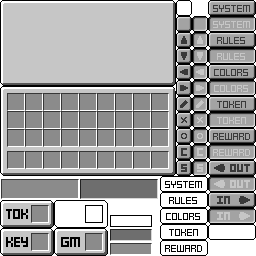 SYSTEM
SYSTEM
RULES
RULES
COLORS
COLORS
TOKEN
TOKEN
REWARD
C C REWARD
S S OUT
SYSTEM OUT
RULES IN
TOK COLORS IN
TOKEN
KEY GM REWARD